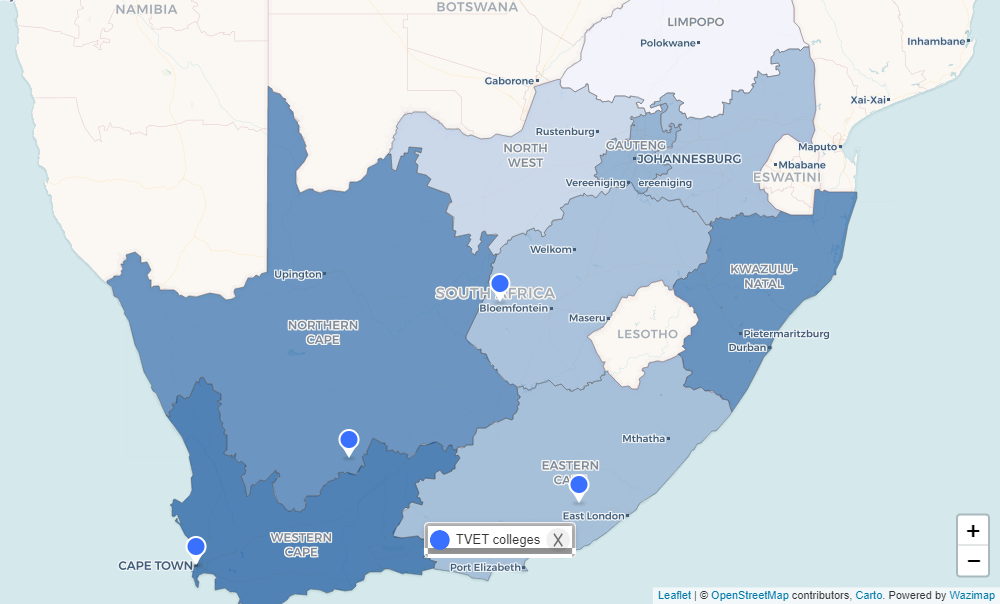 NAMIBIA
BOTSWANA
LIMPOPO
Polokwane
Inhambane
Gaborone
Xai-Xai
Rustenburg
NORTH
WEST
GAUTENG
JOHANNESBURG
Maputo
Mbabane
ESWATINI
Vereeniging
ereeniging
Welkom
Upington
KWAZULU-
NATAL
SOUTH AFRICA
Bloemfontein
Maseru
LESOTHO
NORTHERN
CAPE
Pietermaritzburg
Durban
Mthatha
EASTERN
CA
East London
WESTERN
CAPE
TVET colleges X
CAPE TOWN
Port Elizabeth
+
−
Leaflet | © OpenStreetMap contributors, Carto. Powered by Wazimap